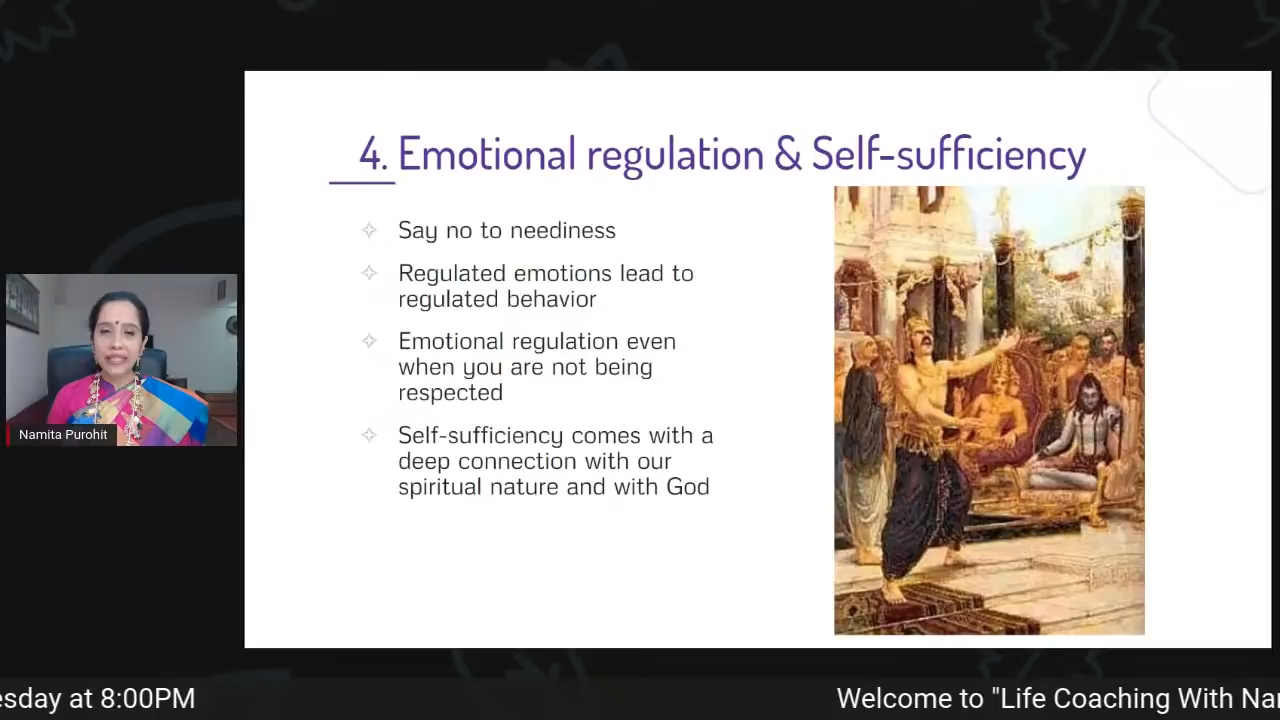 4. Emotional regulation & Self-sufficiency
Say no to neediness
Regulated emotions lead to
regulated behavior
Emotional regulation even
when you are not being
respected
Self-sufficiency comes with a
deep connection with our
spiritual nature and with God
Namita Purohit
at 8:00PM
Welcome to "Life Coaching With